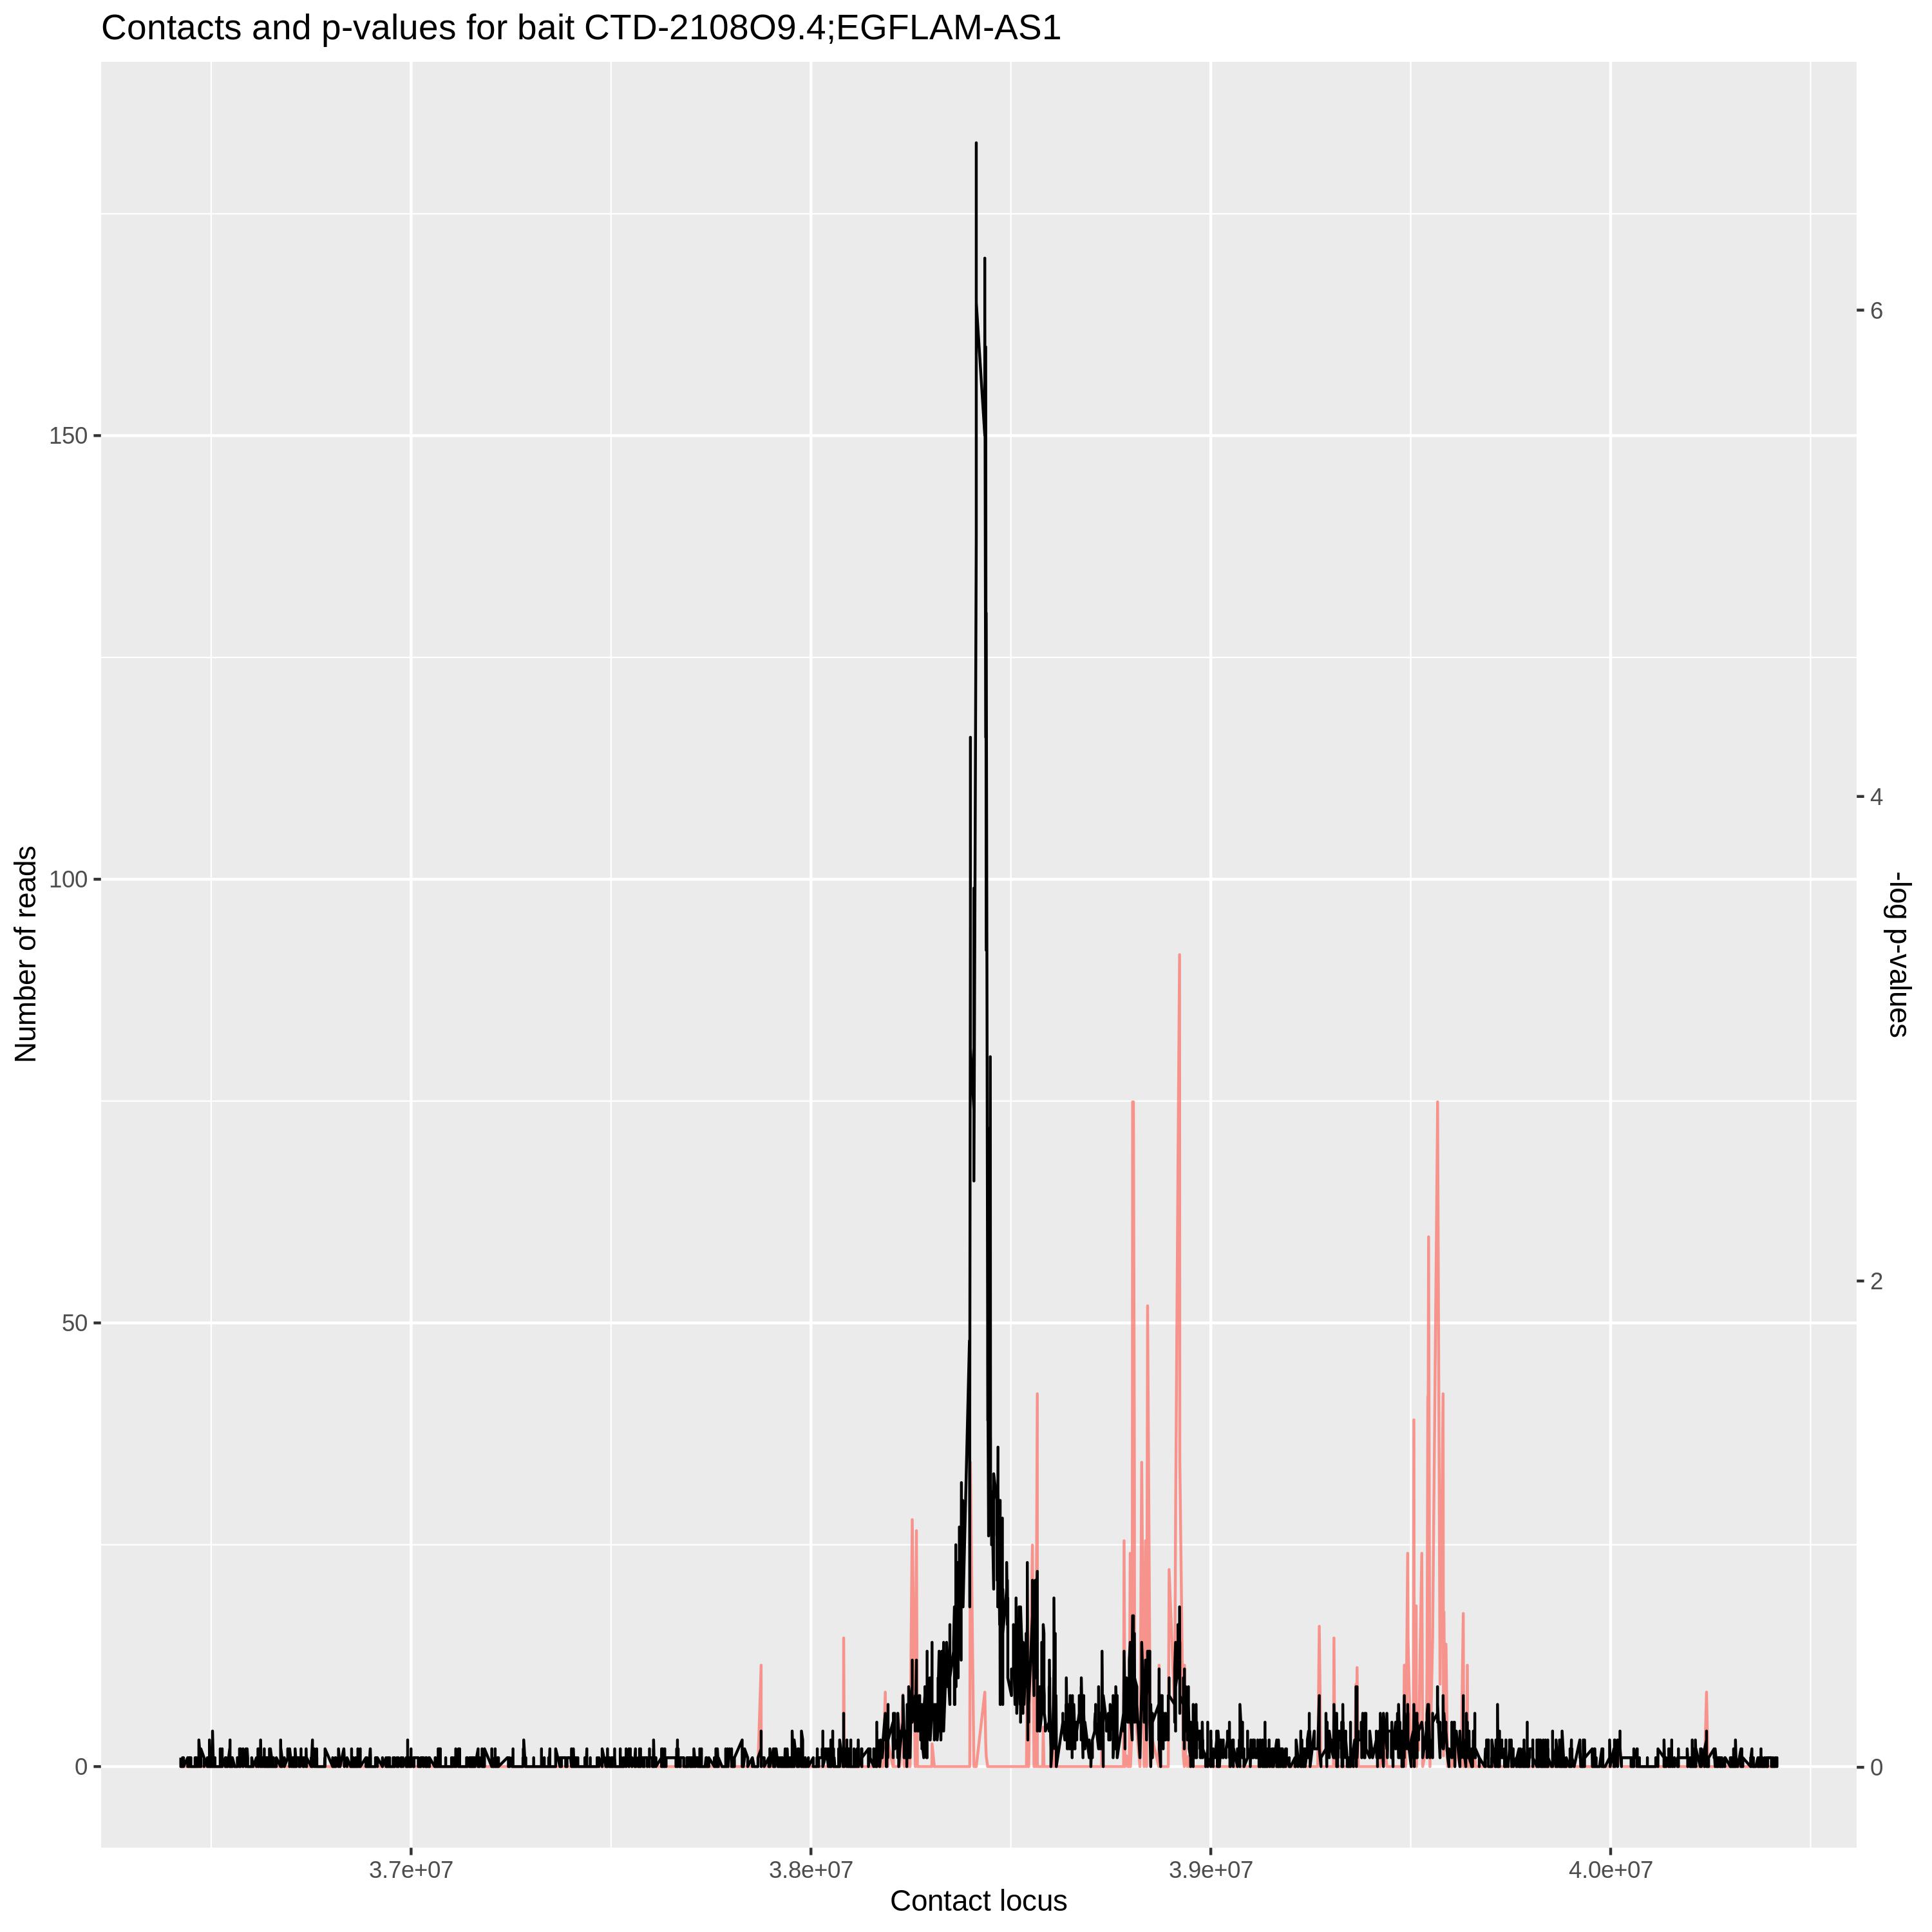 Contacts and p-values for bait CTD-2108O9.4;EGFLAM-AS1
Number of reads
150
100
50
0
6
4
2
0
-log p-values
3.7e+07
3.8e+07
3.9e+07
4.0e+07
Contact locus